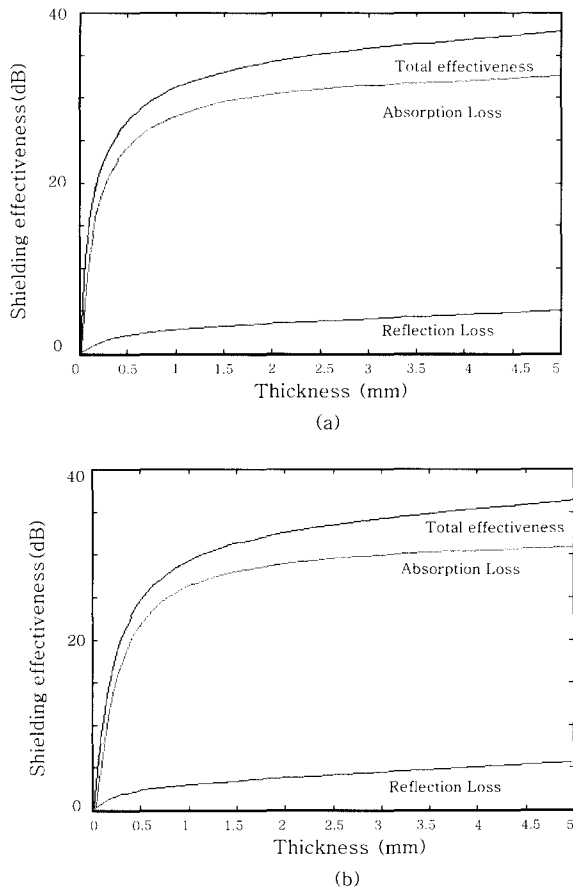 40
Total effectiveness
Absorption Loss
20
Shielding effectiveness(dB)
Reflection Loss
0
0 0.5 1 1.5 2 2.5 3 3.5 4 4.5 5
Thickness (mm)
(a)
40
Total effectiveness
Absorption Loss
20
Shielding effectiveness(dB)
Reflection Loss
0
0 0.5 1 1.5 2 2.5 3 3.5 4 4.5 5
Thickness (mm)
(b)